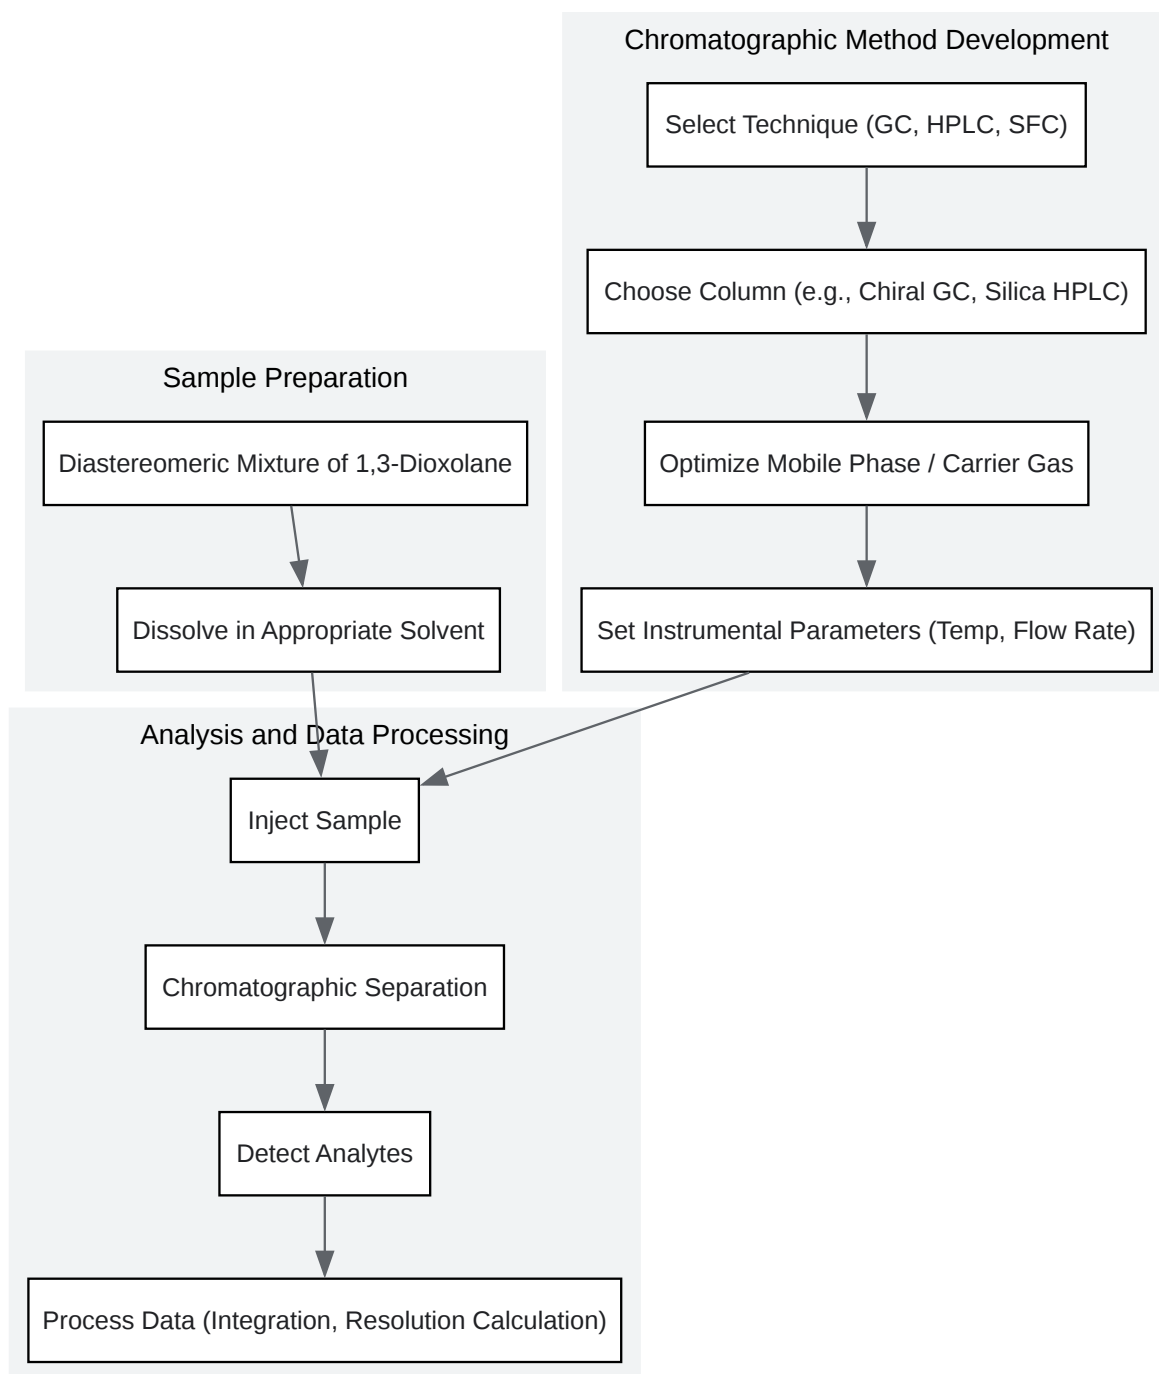 Chromatographic Method Development
Select Technique (GC, HPLC, SFC)
Choose Column (e.g., Chiral GC, Silica HPLC)
Optimize Mobile Phase / Carrier Gas
Set Instrumental Parameters (Temp, Flow Rate)
Sample Preparation
Diastereomeric Mixture of 1,3-Dioxolane
Dissolve in Appropriate Solvent
Analysis and Data Processing
Inject Sample
Chromatographic Separation
Detect Analytes
Process Data (Integration, Resolution Calculation)